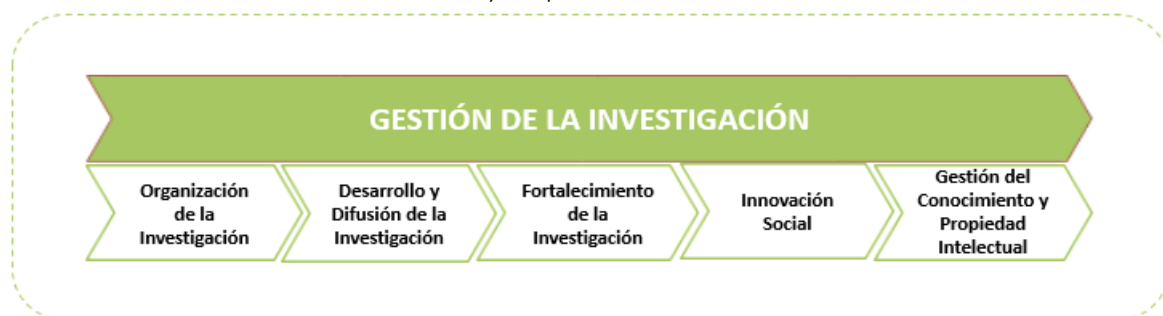 GESTIÓN DE LA INVESTIGACIÓN
Organización
de la
Investigación
Desarrollo y
Difusión de la
Investigación
Fortalecimiento
de la
Investigación
Innovación
Social
Gestión del
Conocimiento y
Propiedad
Intelectual